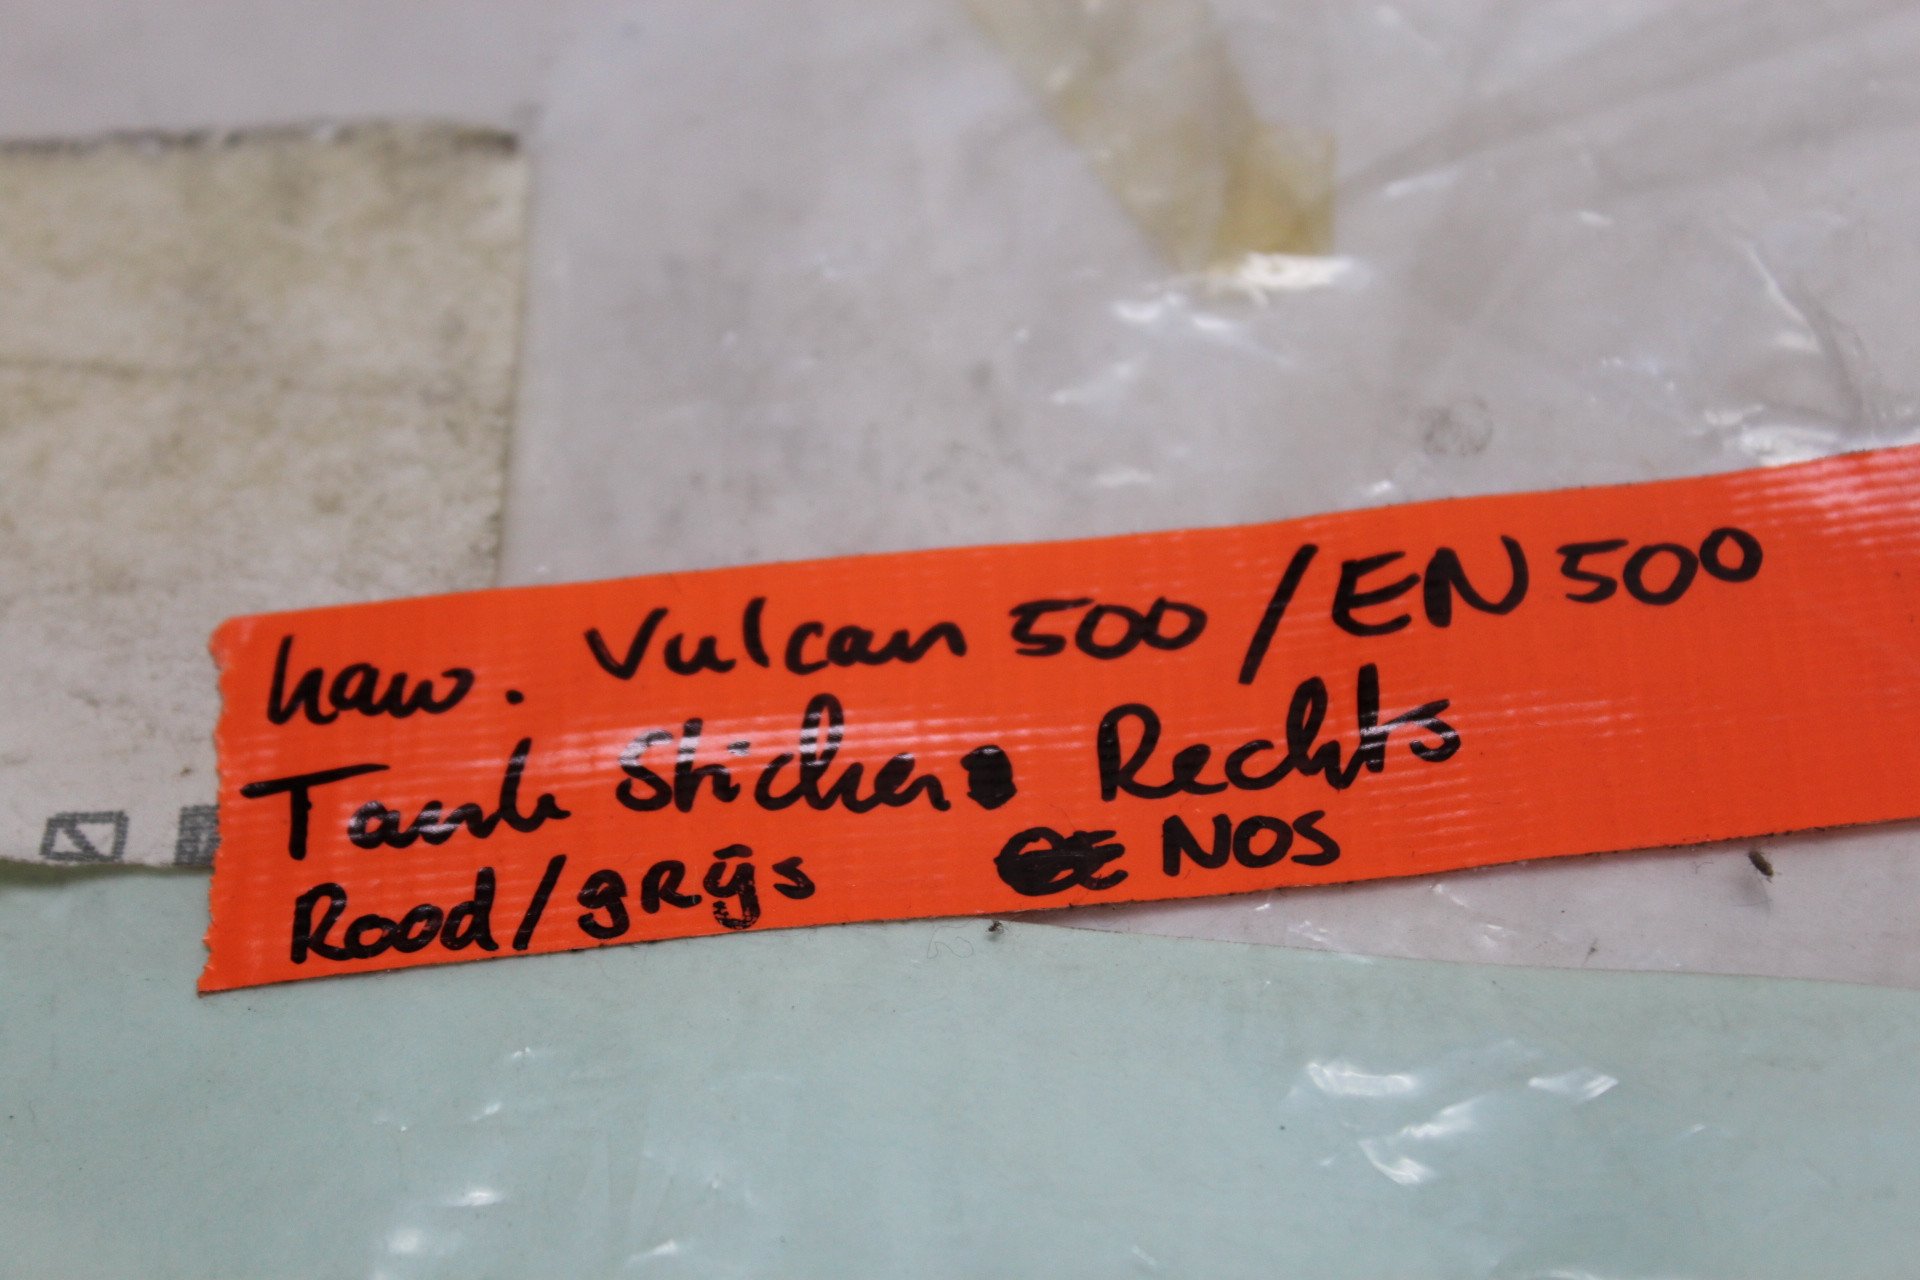 kaw. Vulcan 500 / EN 500
Tank Sticker Rechts
Rood/grijs NOS